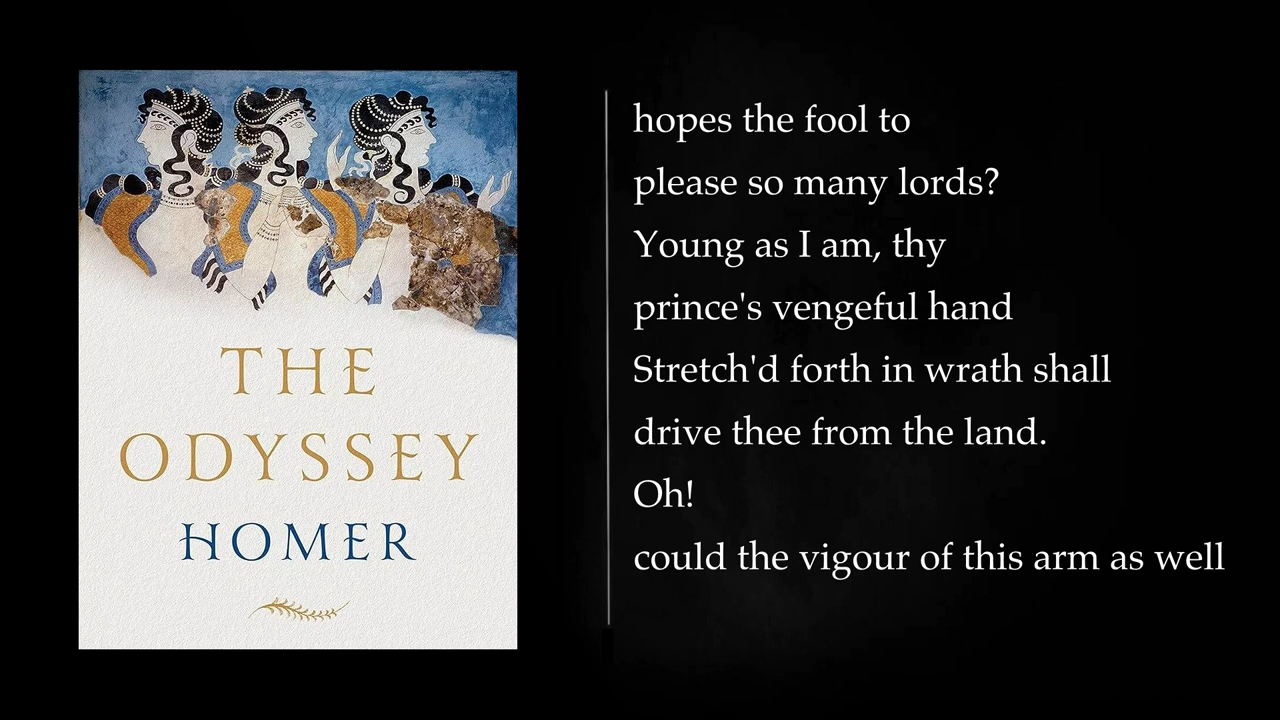 THE
ODYSSEY
HOMER
hopes the fool to
please so many lords?
Young as I am, thy
prince's vengeful hand
Stretch'd forth in wrath shall
drive thee from the land.
Oh!
could the vigour of this arm as well